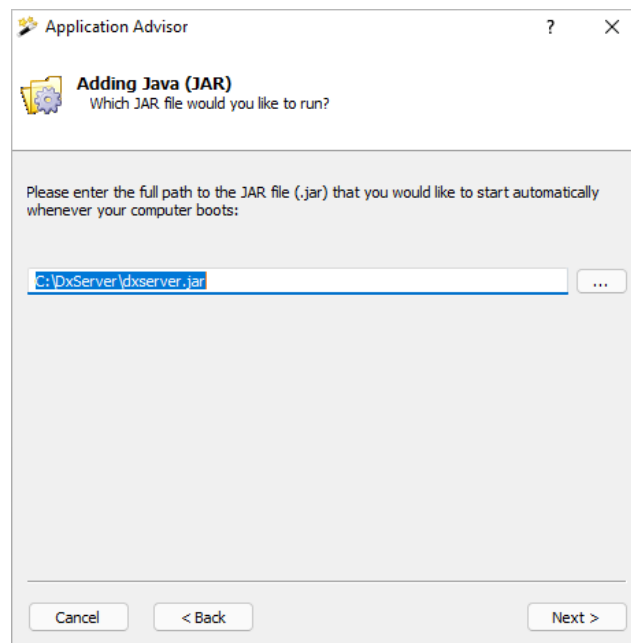 Application Advisor ?
Adding Java (JAR)
Which JAR file would you like to run?
Please enter the full path to the JAR file (.jar) that you would like to start automatically
whenever your computer boots:
C:\DxServer\dxserver.jar ...
Cancel < Back Next >